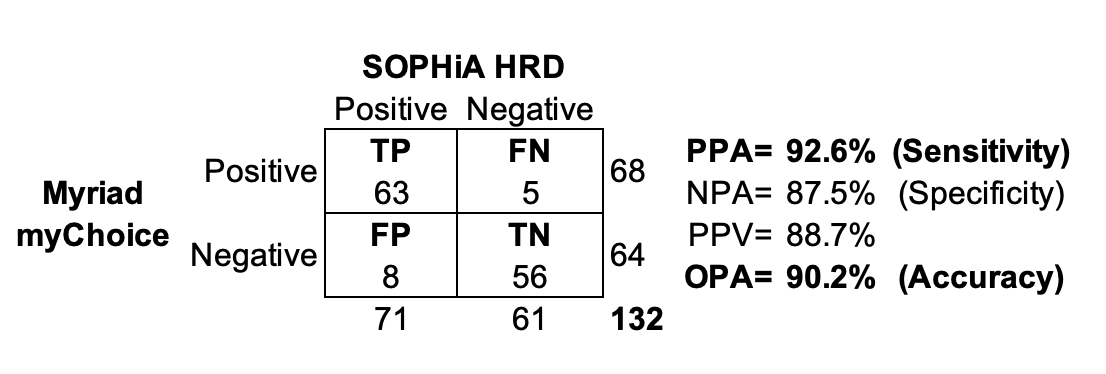 SOPHiA HRD
Positive Negative
Myriad myChoice
Positive TP FN 68 PPA= 92.6% (Sensitivity)
63 5 NPA= 87.5% (Specificity)
Negative FP TN 64 PPV= 88.7%
8 56 OPA= 90.2% (Accuracy)
71 61 132